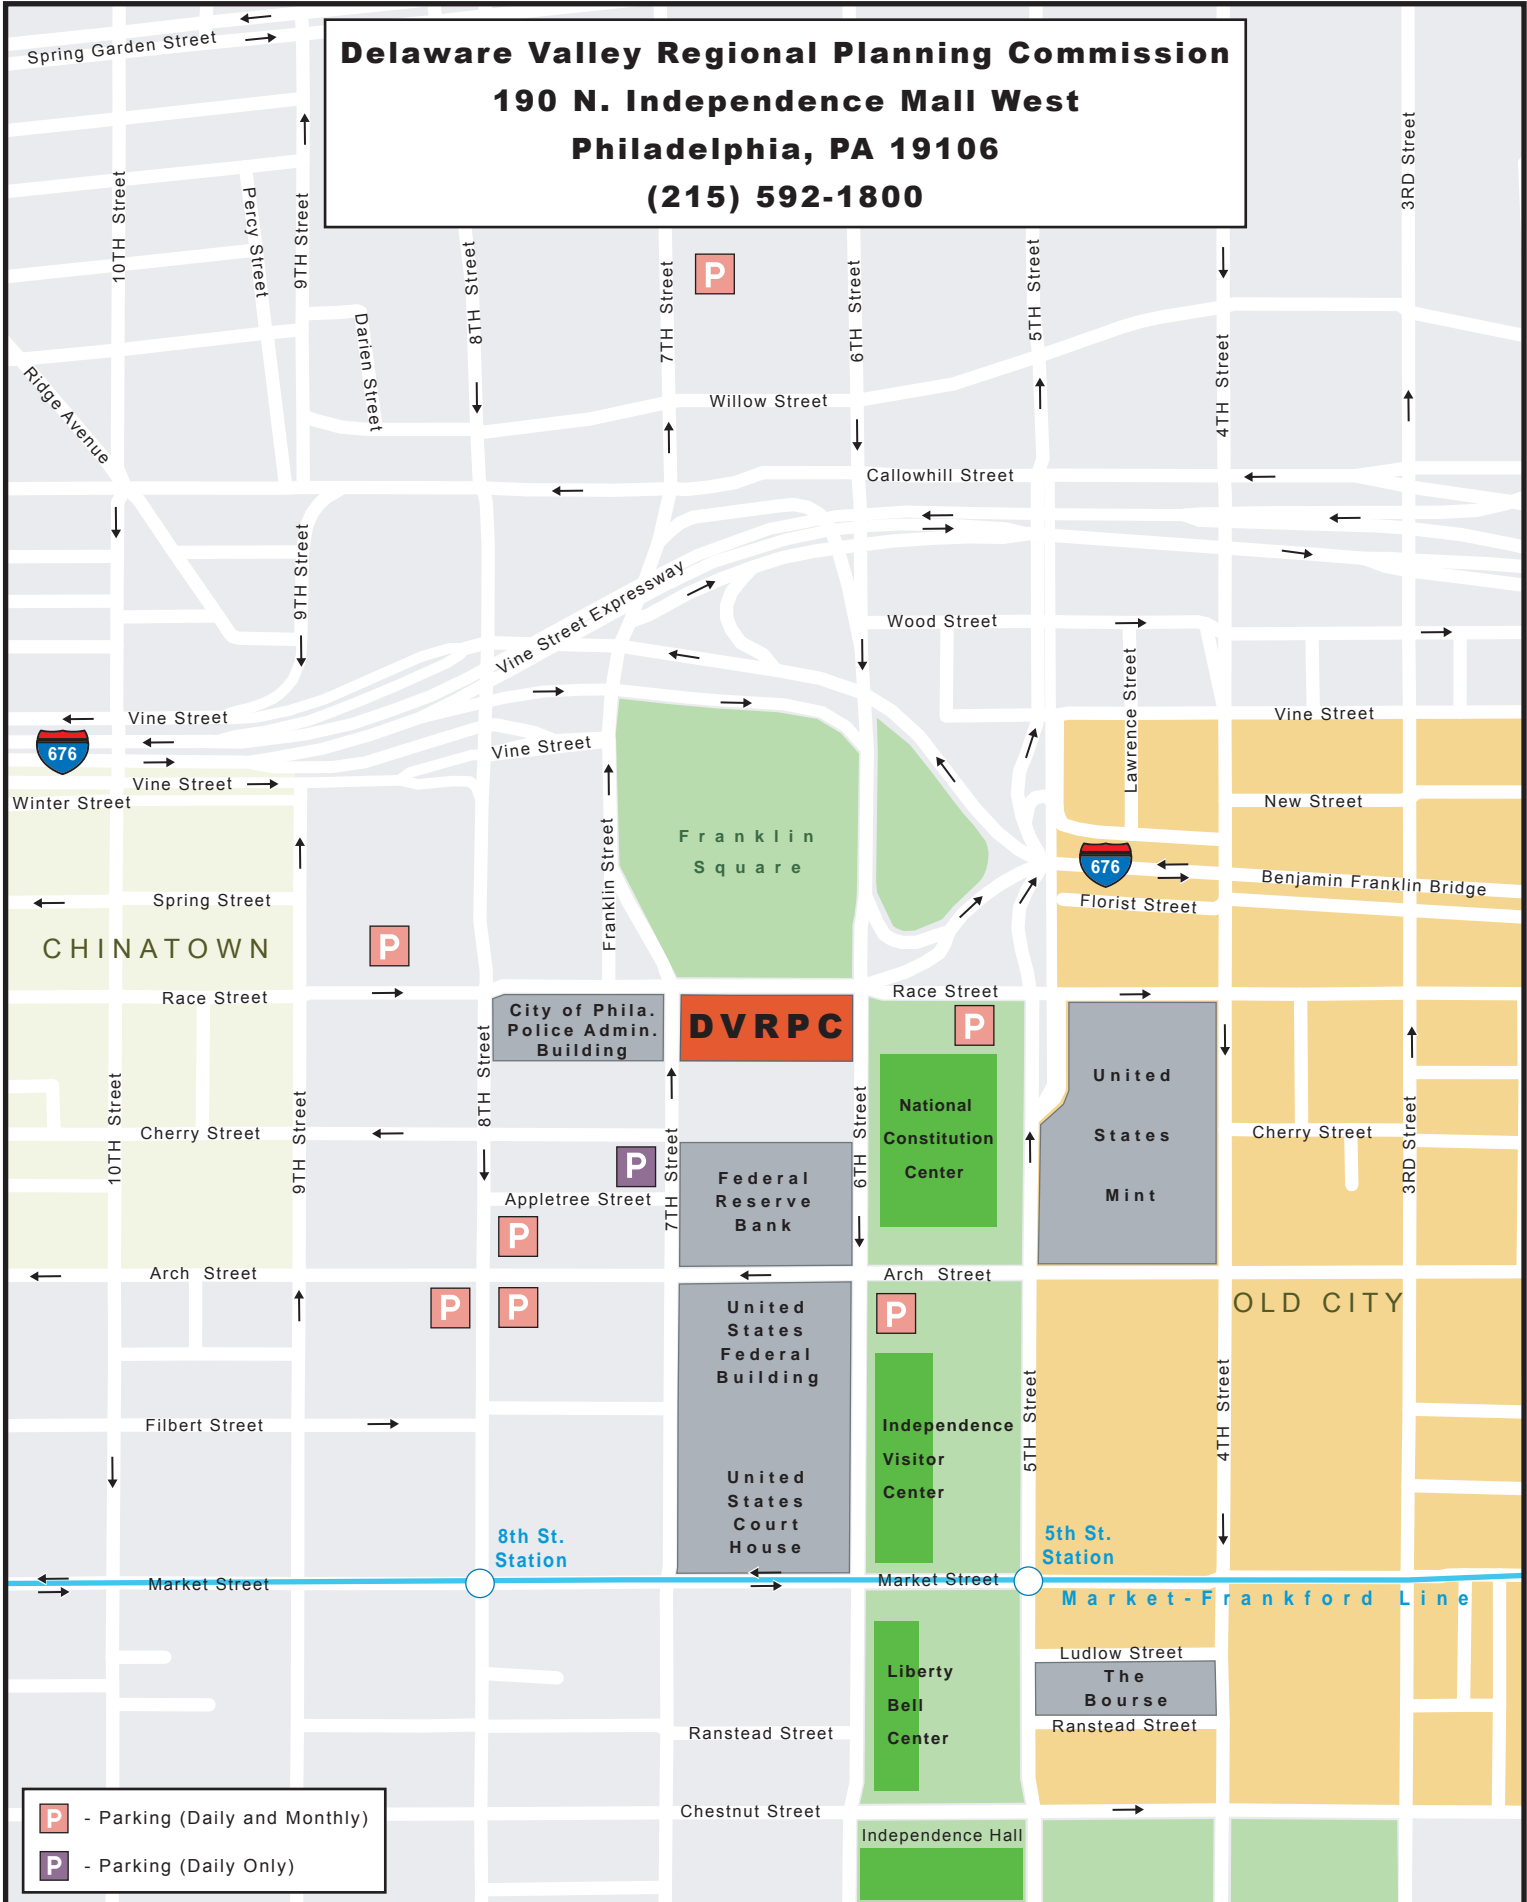 Delaware Valley Regional Planning Commission
190 N. Independence Mall West
Philadelphia, PA 19106
(215) 592-1800
Spring Garden Street
10TH Street
Percy Street
9TH Street
Darien Street
8TH Street
7TH Street
P
6TH Street
5TH Street
4TH Street
3RD Street
Ridge Avenue
Willow Street
Callowhill Street
9TH Street
Vine Street Expressway
Wood Street
Lawrence Street
Vine Street
676
Vine Street
Vine Street
Winter Street
Vine Street
New Street
Franklin
Square
Franklin Street
676
Benjamin Franklin Bridge
Florist Street
Spring Street
CHINATOWN
P
Race Street
Race Street
City of Phila.
Police Admin.
Building
DVRPC
P
National
Constitution
Center
United
States
Mint
10TH Street
9TH Street
8TH Street
7TH Street
6TH Street
3RD Street
Cherry Street
Cherry Street
P
Appletree Street
P
Federal
Reserve
Bank
Arch Street
Arch Street
P
P
P
OLD CITY
United
States
Federal
Building
United
States
Court
House
Independence
Visitor
Center
5TH Street
4TH Street
Filbert Street
8th St.
Station
5th St.
Station
Market Street
Market Street
Market-Frankford Line
Ludlow Street
The
Bourse
Ranstead Street
Liberty
Bell
Center
Ranstead Street
Chestnut Street
Independence Hall
P - Parking (Daily and Monthly)
P - Parking (Daily Only)